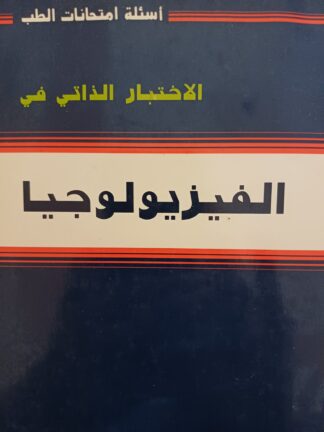 أسئلة امتحانات الطب
الاختبار الذاتي في
الفيزيولوجيا